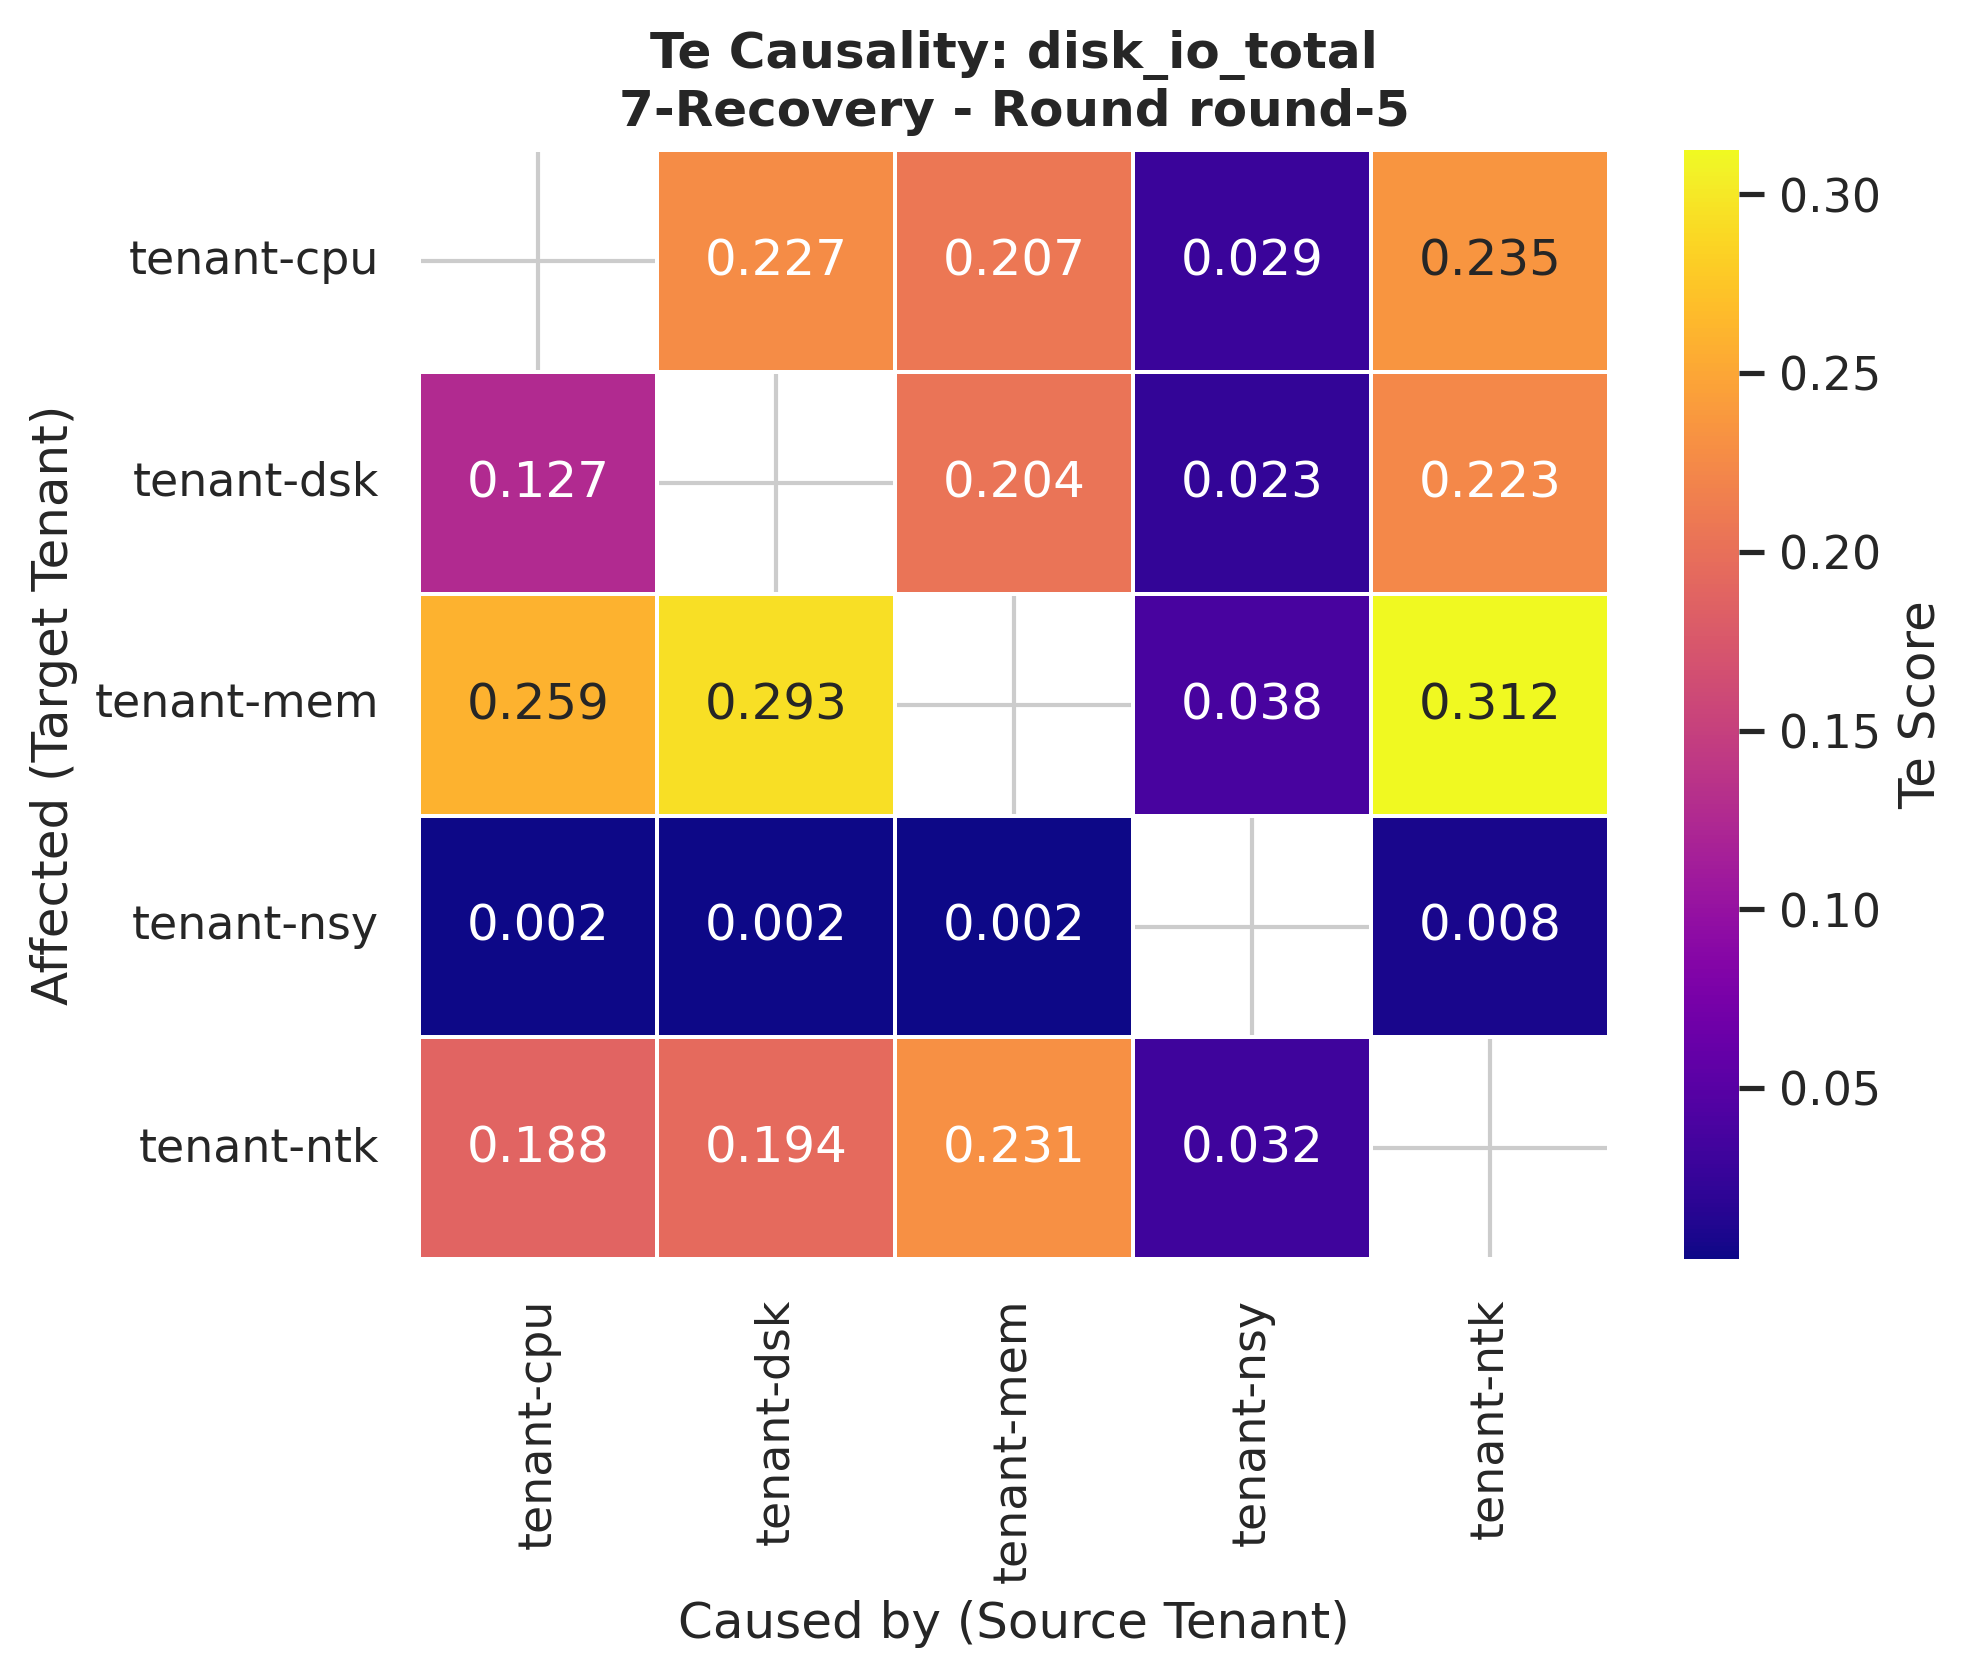 Te Causality: disk_io_total
7-Recovery - Round round-5
Affected (Target Tenant)
tenant-cpu 0.227 0.207 0.029 0.235
tenant-dsk 0.127 0.204 0.023 0.223
tenant-mem 0.259 0.293 0.038 0.312
tenant-nsy 0.002 0.002 0.002 0.008
tenant-ntk 0.188 0.194 0.231 0.032
tenant-cpu tenant-dsk tenant-mem tenant-nsy tenant-ntk
Caused by (Source Tenant)
0.30
0.25
0.20
0.15
0.10
0.05
Te Score